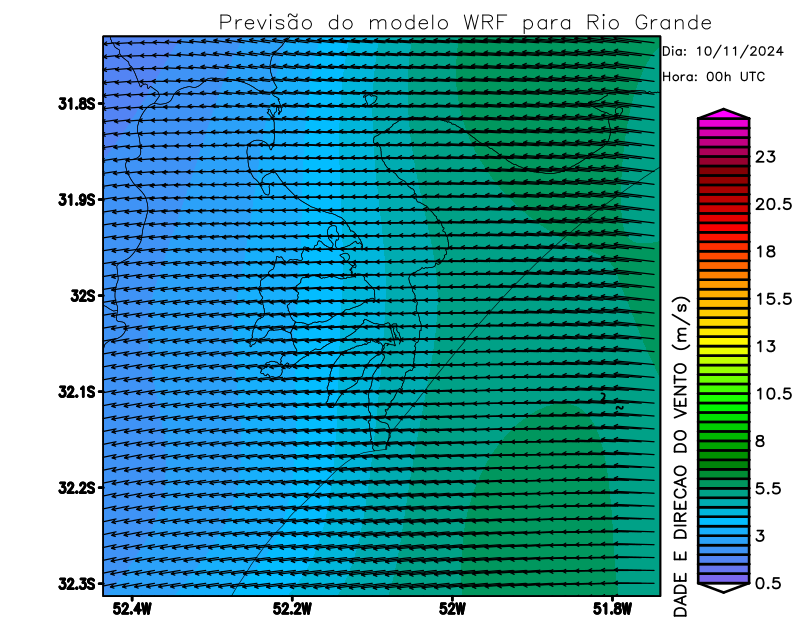 Previsão do modelo WRF para Rio Grande
Dia: 10/11/2024
Hora: 00h UTC
31.8S
31.9S
32S
32.1S
32.2S
32.3S
52.4W
52.2W
52W
51.8W
DADE E DIRECAO DO VENTO (m/s)
23
20.5
18
15.5
13
10.5
8
5.5
3
0.5